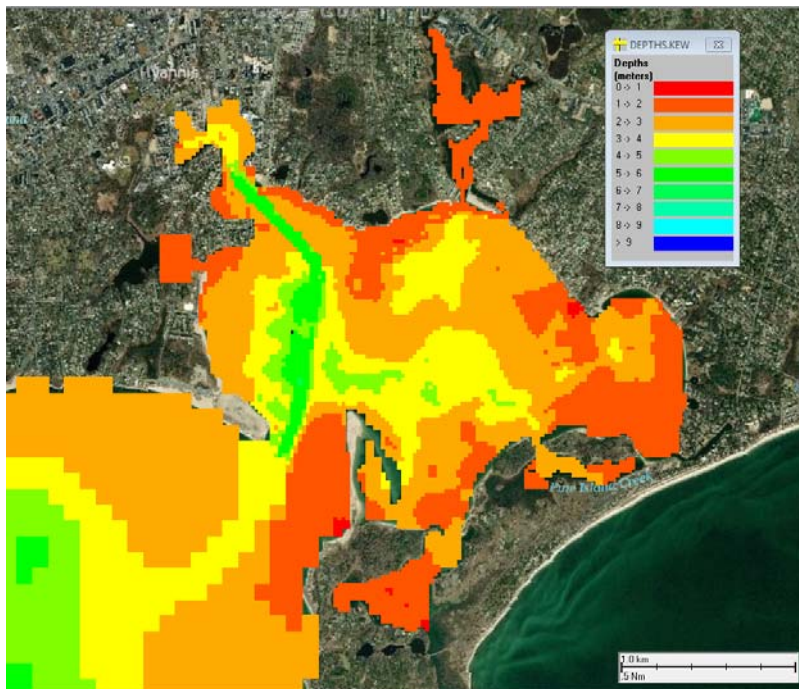 Hyannis
DEPTHS.KEW
Depths
(meters)
0 -> 1
1 -> 2
2 -> 3
3 -> 4
4 -> 5
5 -> 6
6 -> 7
7 -> 8
8 -> 9
> 9
Pine Island Creek
1.0 km
.5 Nm